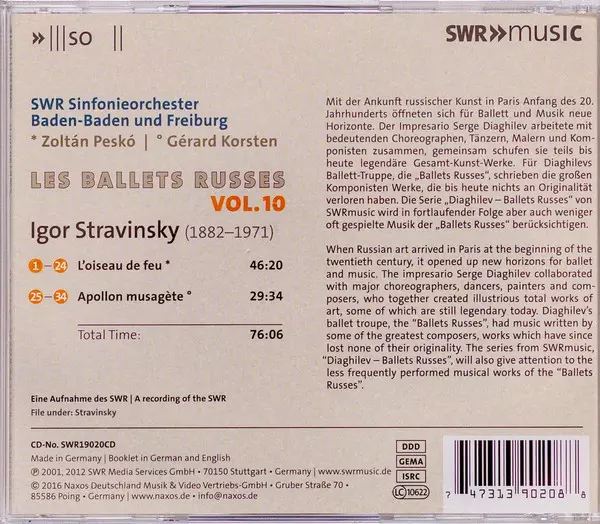 »|||SO ||
SWR»MUSIC
SWR Sinfonieorchester
Baden-Baden und Freiburg
* Zoltán Peskó | ° Gérard Korsten
LES BALLETS RUSSES
VOL.10
Igor Stravinsky (1882–1971)
1 – 24 L'oiseau de feu * 46:20
25 – 34 Apollon musagète ° 29:34
Total Time: 76:06
Eine Aufnahme des SWR | A recording of the SWR
File under: Stravinsky
Mit der Ankunft russischer Kunst in Paris Anfang des 20.
Jahrhunderts öffneten sich für Ballett und Musik neue
Horizonte. Der Impresario Serge Diaghilev arbeitete mit
bedeutenden Choreographen, Tänzern, Malern und Kom-
ponisten zusammen, gemeinsam schufen sie teils bis
heute legendäre Gesamt-Kunst-Werke. Für Diaghilevs
Ballett-Truppe, die „Ballets Russes“, schrieben die großen
Komponisten Werke, die bis heute nichts an Originalität
verloren haben. Die Serie „Diaghilev – Ballets Russes“ von
SWRmusic wird in fortlaufender Folge aber auch weniger
oft gespielte Musik der „Ballets Russes“ berücksichtigen.
When Russian art arrived in Paris at the beginning of the
twentieth century, it opened up new horizons for ballet
and music. The impresario Serge Diaghilev collaborated
with major choreographers, dancers, painters and com-
posers, who together created illustrious total works of
art, some of which are still legendary today. Diaghilev's
ballet troupe, the “Ballets Russes”, had music written by
some of the greatest composers, works which have since
lost none of their originality. The series from SWRmusic,
“Diaghilev – Ballets Russes”, will also give attention to the
less frequently performed musical works of the “Ballets
Russes”.
CD-No. SWR19020CD
Made in Germany | Booklet in German and English
℗ 2001, 2012 SWR Media Services GmbH • 70150 Stuttgart • Germany | www.swrmusic.de
© 2016 Naxos Deutschland Musik & Video Vertriebs-GmbH • Gruber Straße 70 •
85586 Poing • Germany | www.naxos.de • info@naxos.de
DDD
GEMA
ISRC
LC 10622
7 47313 90208 8